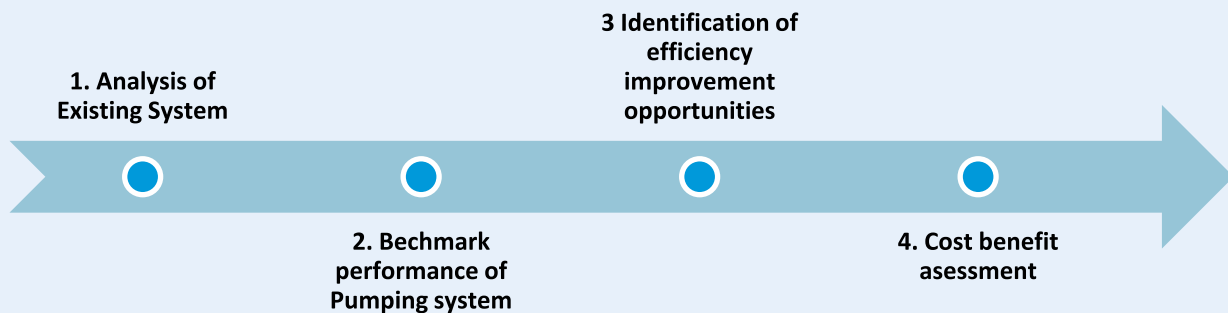 1. Analysis of
Existing System
2. Bechmark
performance of
Pumping system
3 Identification of
efficiency
improvement
opportunities
4. Cost benefit
asessment